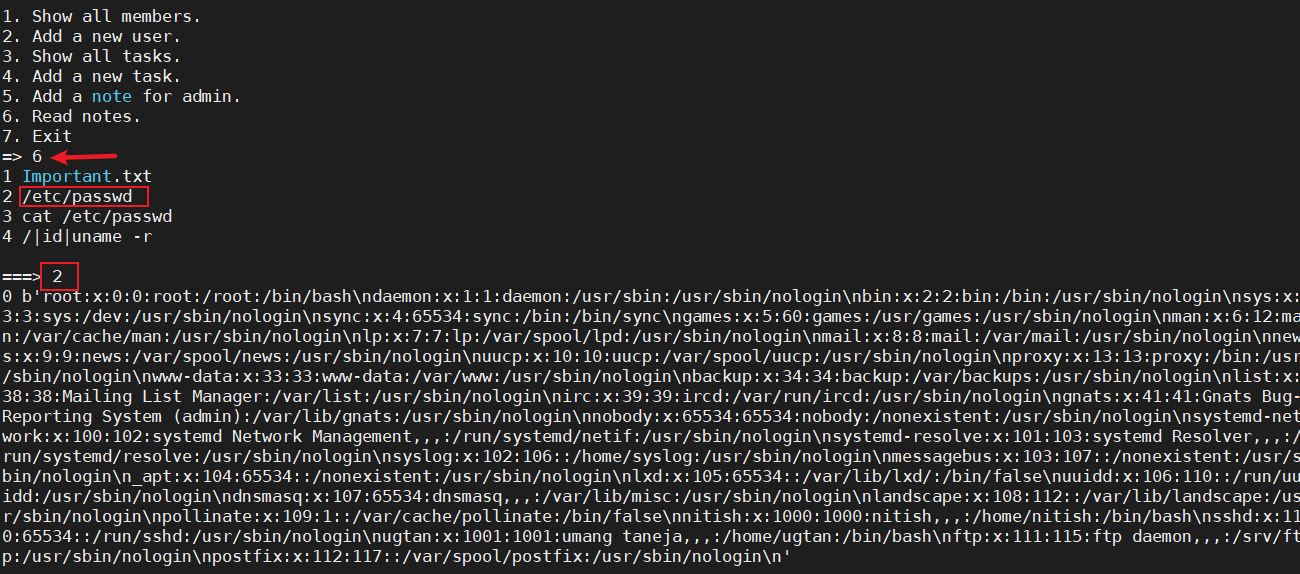 1. Show all members.
2. Add a new user.
3. Show all tasks.
4. Add a new task.
5. Add a note for admin.
6. Read notes.
7. Exit
=> 6
1 Important.txt
2 /etc/passwd
3 cat /etc/passwd
4 /|id|uname -r
===> 2
0 b'root:x:0:0:root:/root:/bin/bash\ndaemon:x:1:1:daemon:/usr/sbin:/usr/sbin/nologin\nbin:x:2:2:bin:/bin:/usr/sbin/nologin\nsys:x:
3:3:sys:/dev:/usr/sbin/nologin\nsync:x:4:65534:sync:/bin:/bin/sync\ngames:x:5:60:games:/usr/games:/usr/sbin/nologin\nman:x:6:12:ma
n:/var/cache/man:/usr/sbin/nologin\nlp:x:7:7:lp:/var/spool/lpd:/usr/sbin/nologin\nmail:x:8:8:mail:/var/mail:/usr/sbin/nologin\nnew
s:x:9:9:news:/var/spool/news:/usr/sbin/nologin\nuucp:x:10:10:uucp:/var/spool/uucp:/usr/sbin/nologin\nproxy:x:13:13:proxy:/bin:/usr
/sbin/nologin\nwww-data:x:33:33:www-data:/var/www:/usr/sbin/nologin\nbackup:x:34:34:backup:/var/backups:/usr/sbin/nologin\nlist:x:
38:38:Mailing List Manager:/var/list:/usr/sbin/nologin\nirc:x:39:39:ircd:/var/run/ircd:/usr/sbin/nologin\ngnats:x:41:41:Gnats Bug-
Reporting System (admin):/var/lib/gnats:/usr/sbin/nologin\nnobody:x:65534:65534:nobody:/nonexistent:/usr/sbin/nologin\nsystemd-net
work:x:100:102:systemd Network Management,,,:/run/systemd/netif:/usr/sbin/nologin\nsystemd-resolve:x:101:103:systemd Resolver,,,:/
run/systemd/resolve:/usr/sbin/nologin\nsyslog:x:102:106::/home/syslog:/usr/sbin/nologin\nmessagebus:x:103:107::/nonexistent:/usr/s
bin/nologin\n_apt:x:104:65534::/nonexistent:/usr/sbin/nologin\nlxd:x:105:65534::/var/lib/lxd/:/bin/false\nuuidd:x:106:110::/run/uu
idd:/usr/sbin/nologin\ndnsmasq:x:107:65534:dnsmasq,,,:/var/lib/misc:/usr/sbin/nologin\nlandscape:x:108:112::/var/lib/landscape:/us
r/sbin/nologin\npollinate:x:109:1::/var/cache/pollinate:/bin/false\nnitish:x:1000:1000:nitish,,,:/home/nitish:/bin/bash\nsshd:x:11
0:65534::/run/sshd:/usr/sbin/nologin\nugtan:x:1001:1001:umang taneja,,,:/home/ugtan:/bin/bash\nftp:x:111:115:ftp daemon,,,:/srv/ft
p:/usr/sbin/nologin\npostfix:x:112:117::/var/spool/postfix:/usr/sbin/nologin\n'